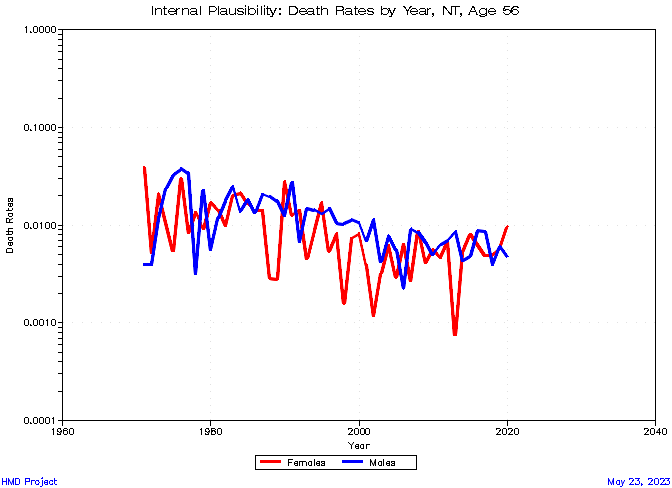 Internal Plausibility: Death Rates by Year, NT, Age 56
1.0000
0.1000
0.0100
0.0010
0.0001
Death Rates
1960
1980
2000
2020
2040
Year
Females
Males
HMD Project
May 23, 2023